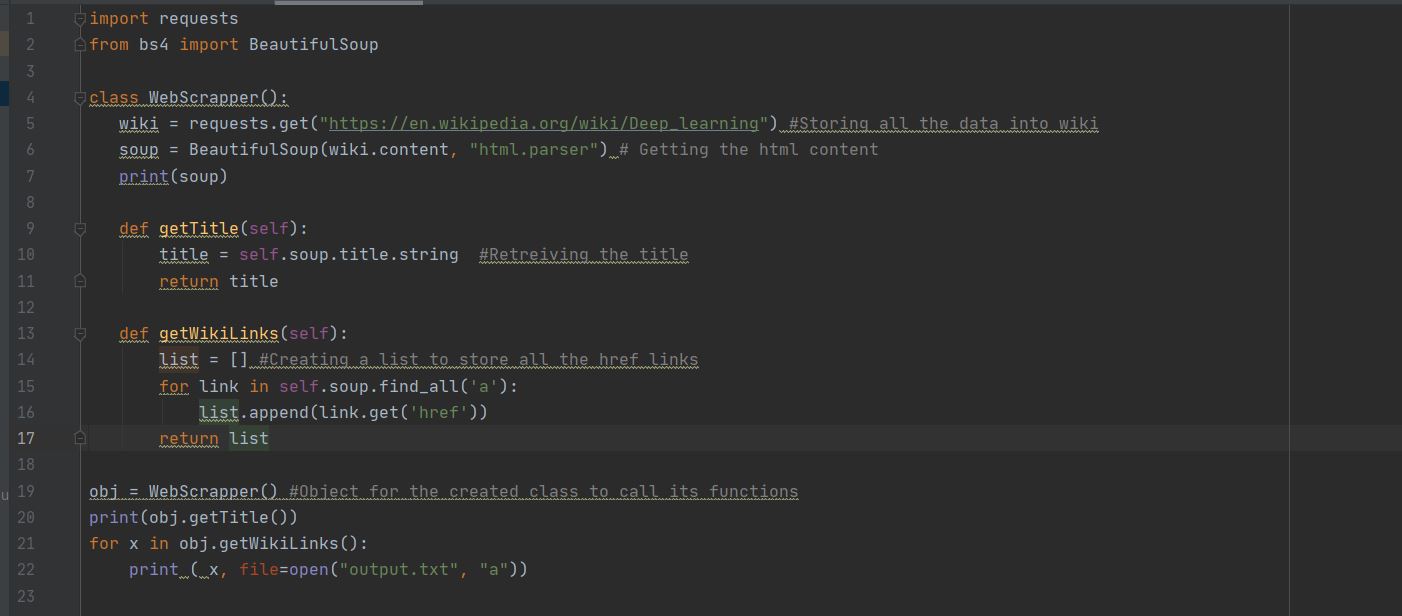 1 import requests
2 from bs4 import BeautifulSoup
3
4 class WebScrapper():
5 wiki = requests.get("https://en.wikipedia.org/wiki/Deep_learning") #Storing all the data into wiki
6 soup = BeautifulSoup(wiki.content, "html.parser") # Getting the html content
7 print(soup)
8
9 def getTitle(self):
10 title = self.soup.title.string  #Retreiving the title
11 return title
12
13 def getWikiLinks(self):
14 list = [] #Creating a list to store all the href links
15 for link in self.soup.find_all('a'):
16 list.append(link.get('href'))
17 return list
18
19 obj = WebScrapper() #Object for the created class to call its functions
20 print(obj.getTitle())
21 for x in obj.getWikiLinks():
22 print ( x, file=open("output.txt", "a"))
23